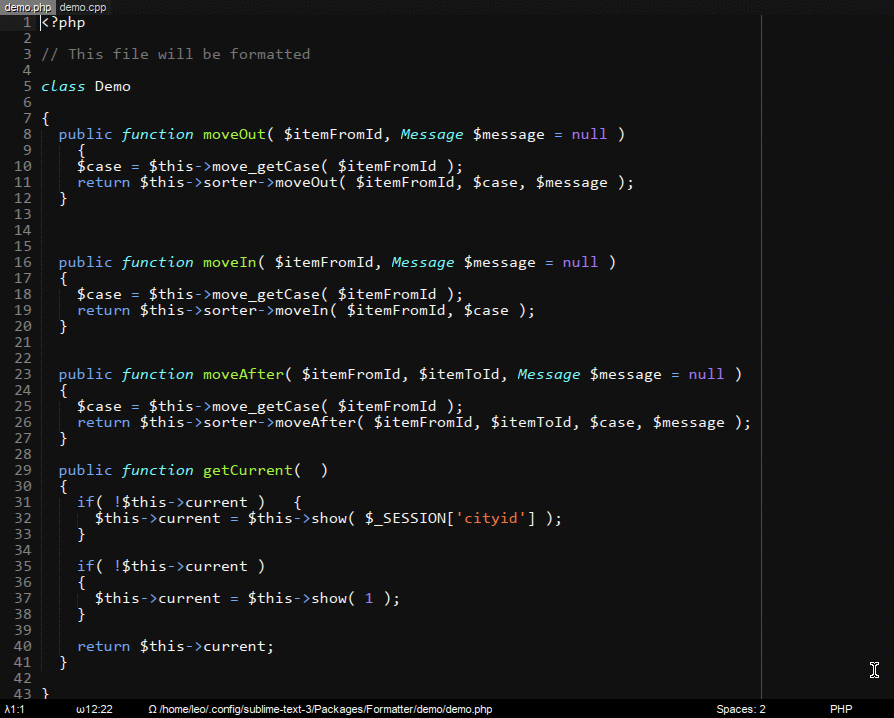 demo.php demo.cpp
1 <?php
2
3 // This file will be formatted
4
5 class Demo
6
7 {
8   public function moveOut( $itemFromId, Message $message = null )
9     {
10     $case = $this->move_getCase( $itemFromId );
11     return $this->sorter->moveOut( $itemFromId, $case, $message );
12   }
13
14
15
16   public function moveIn( $itemFromId, Message $message = null )
17   {
18     $case = $this->move_getCase( $itemFromId );
19     return $this->sorter->moveIn( $itemFromId, $case );
20   }
21
22
23   public function moveAfter( $itemFromId, $itemToId, Message $message = null )
24   {
25     $case = $this->move_getCase( $itemFromId );
26     return $this->sorter->moveAfter( $itemFromId, $itemToId, $case, $message );
27   }
28
29   public function getCurrent(  )
30   {
31     if( !$this->current )   {
32       $this->current = $this->show( $_SESSION['cityid'] );
33     }
34
35     if( !$this->current )
36     {
37       $this->current = $this->show( 1 );
38     }
39
40     return $this->current;
41   }
42
43 }
λ1:1 ω12:22 Ω /home/leo/.config/sublime-text-3/Packages/Formatter/demo/demo.php Spaces: 2 PHP